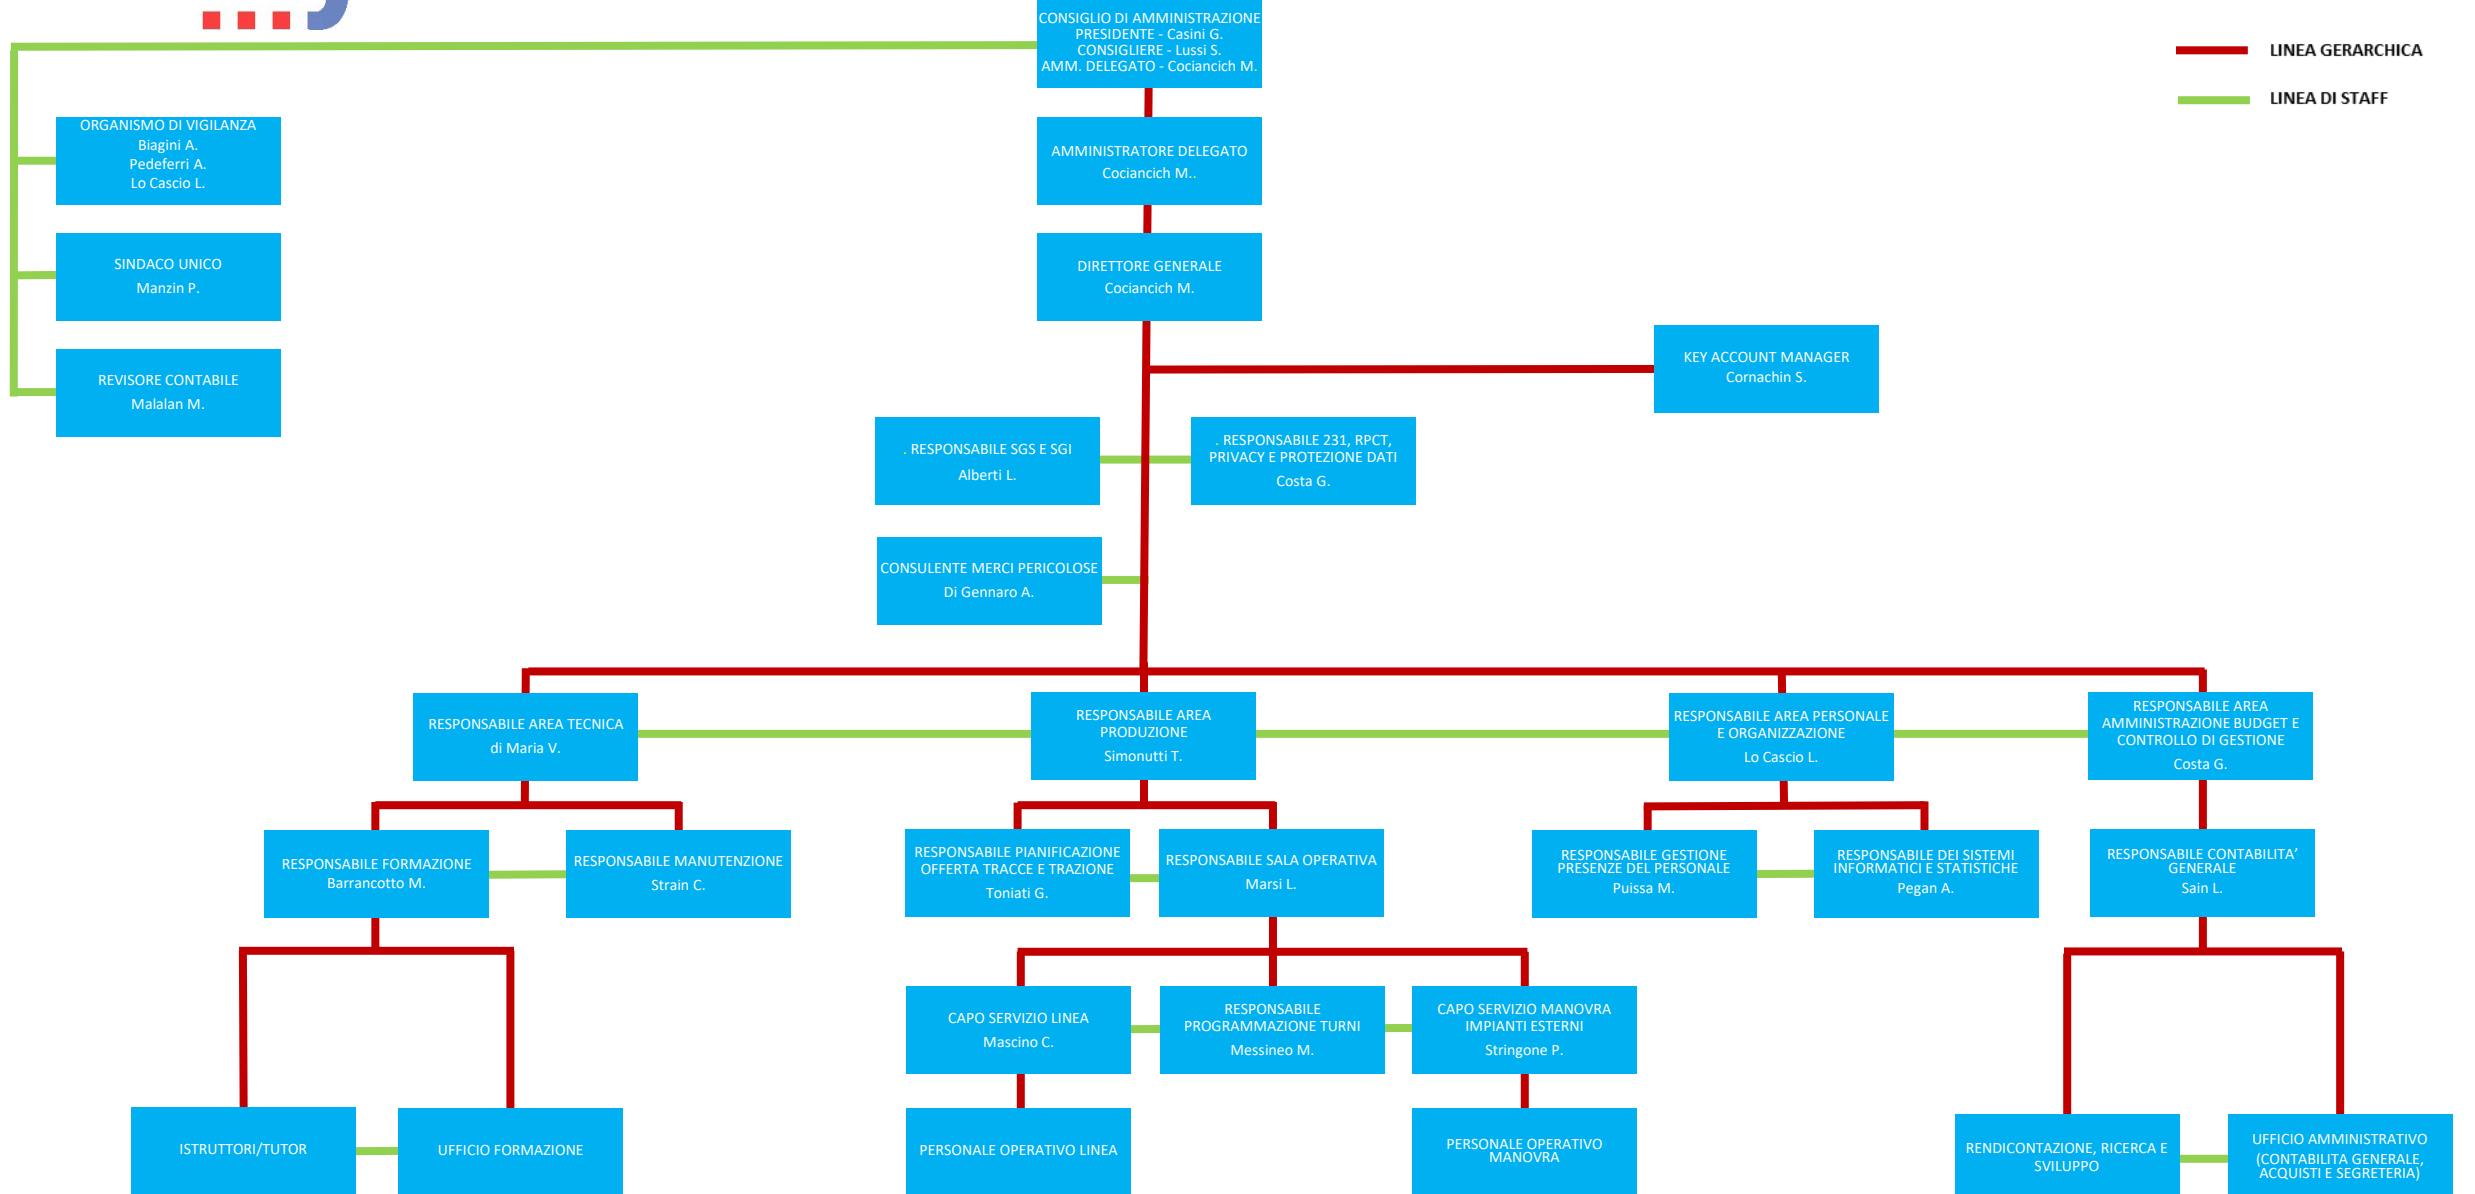 CONSIGLIO DI AMMINISTRAZIONE
PRESIDENTE - Casini G.
CONSIGLIERE - Lussi S.
AMM. DELEGATO - Cociancich M.
LINEA GERARCHICA
LINEA DI STAFF
ORGANISMO DI VIGILANZA
Biagini A.
Pedeferri A.
Lo Cascio L.
AMMINISTRATORE DELEGATO
Cociancich M..
SINDACO UNICO
Manzin P.
DIRETTORE GENERALE
Cociancich M.
REVISORE CONTABILE
Malalan M.
KEY ACCOUNT MANAGER
Cornachin S.
. RESPONSABILE SGS E SGI
Alberti L.
. RESPONSABILE 231, RPCT,
PRIVACY E PROTEZIONE DATI
Costa G.
CONSULENTE MERCI PERICOLOSE
Di Gennaro A.
RESPONSABILE AREA TECNICA
di Maria V.
RESPONSABILE AREA
PRODUZIONE
Simonutti T.
RESPONSABILE AREA PERSONALE
E ORGANIZZAZIONE
Lo Cascio L.
RESPONSABILE AREA
AMMINISTRAZIONE BUDGET E
CONTROLLO DI GESTIONE
Costa G.
RESPONSABILE FORMAZIONE
Barrancotto M.
RESPONSABILE MANUTENZIONE
Strain C.
RESPONSABILE PIANIFICAZIONE
OFFERTA TRACCE E TRAZIONE
Toniati G.
RESPONSABILE SALA OPERATIVA
Marsi L.
RESPONSABILE GESTIONE
PRESENZE DEL PERSONALE
Puissa M.
RESPONSABILE DEI SISTEMI
INFORMATICI E STATISTICHE
Pegan A.
RESPONSABILE CONTABILITA’
GENERALE
Sain L.
CAPO SERVIZIO LINEA
Mascino C.
RESPONSABILE
PROGRAMMAZIONE TURNI
Messineo M.
CAPO SERVIZIO MANOVRA
IMPIANTI ESTERNI
Stringone P.
ISTRUTTORI/TUTOR
UFFICIO FORMAZIONE
PERSONALE OPERATIVO LINEA
PERSONALE OPERATIVO
MANOVRA
RENDICONTAZIONE, RICERCA E
SVILUPPO
UFFICIO AMMINISTRATIVO
(CONTABILITA GENERALE,
ACQUISTI E SEGRETERIA)